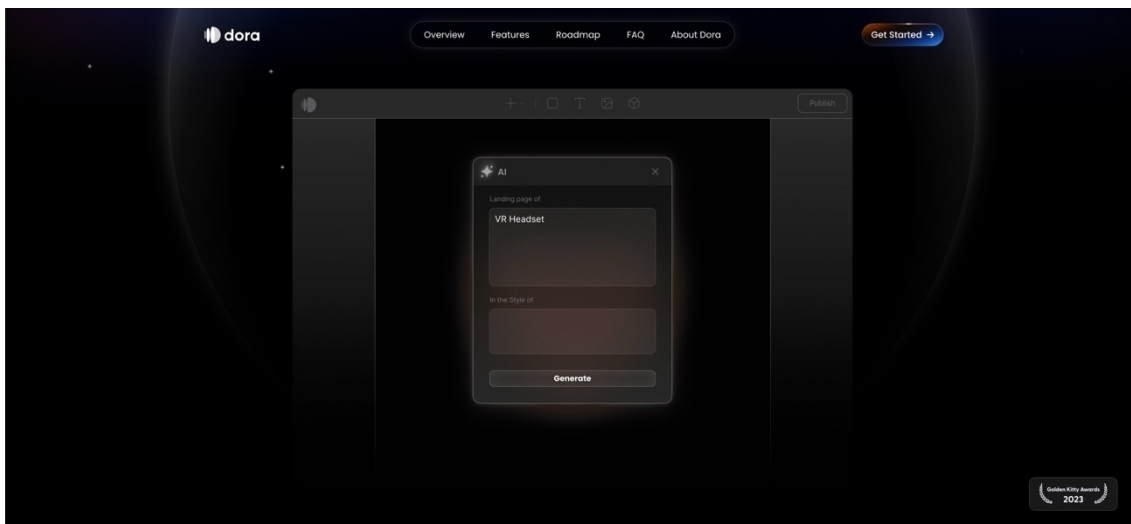 dora
Overview Features Roadmap FAQ About Dora
Get Started →
T
Publish
AI
Landing page of
VR Headset
In the Style of
Generate
Golden Kitty Awards
2023